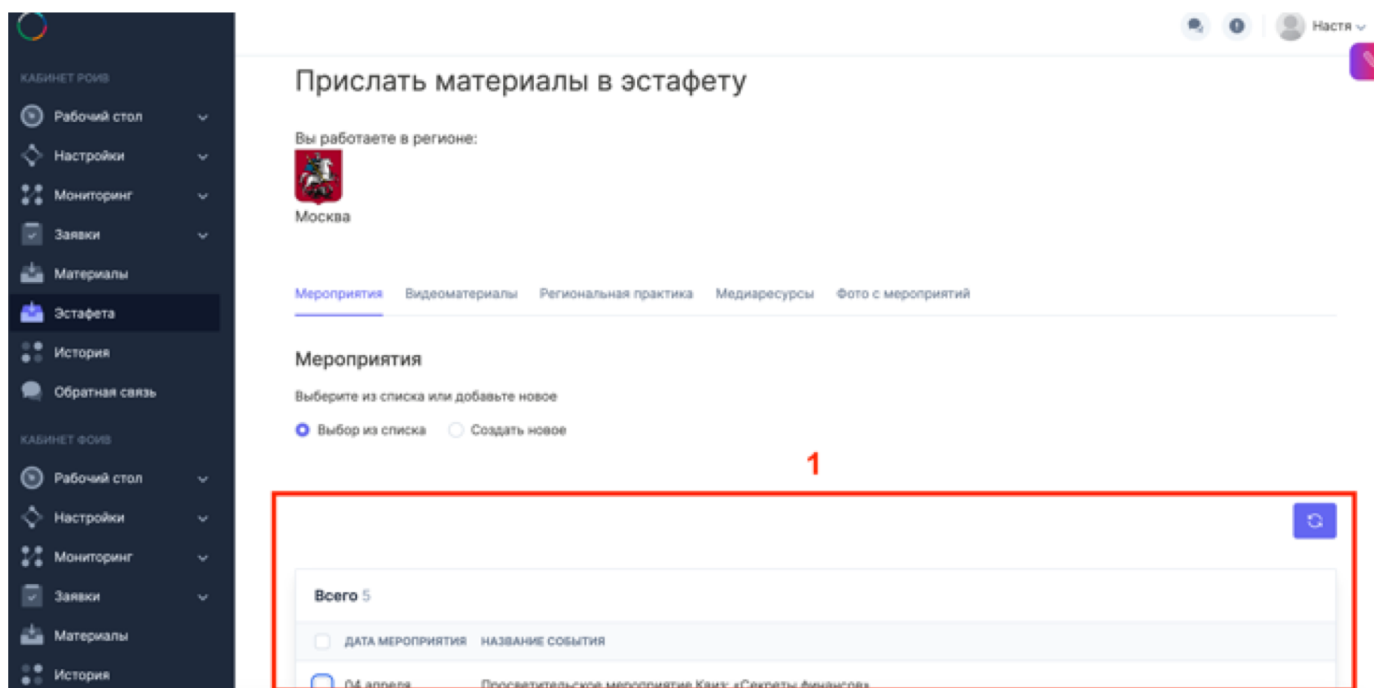 Настя
КАБИНЕТ РОИВ
Рабочий стол
Настройки
Мониторинг
Заявки
Материалы
Эстафета
История
Обратная связь
КАБИНЕТ ФОИВ
Рабочий стол
Настройки
Мониторинг
Заявки
Материалы
История
Прислать материалы в эстафету
Вы работаете в регионе:
Москва
Мероприятия Видеоматериалы Региональная практика Медиаресурсы Фото с мероприятий
Мероприятия
Выберите из списка или добавьте новое
Выбор из списка Создать новое
1
Всего 5
ДАТА МЕРОПРИЯТИЯ НАЗВАНИЕ СОБЫТИЯ
04 апреля Просветительское мероприятие Квиз: «Секреты финансов»